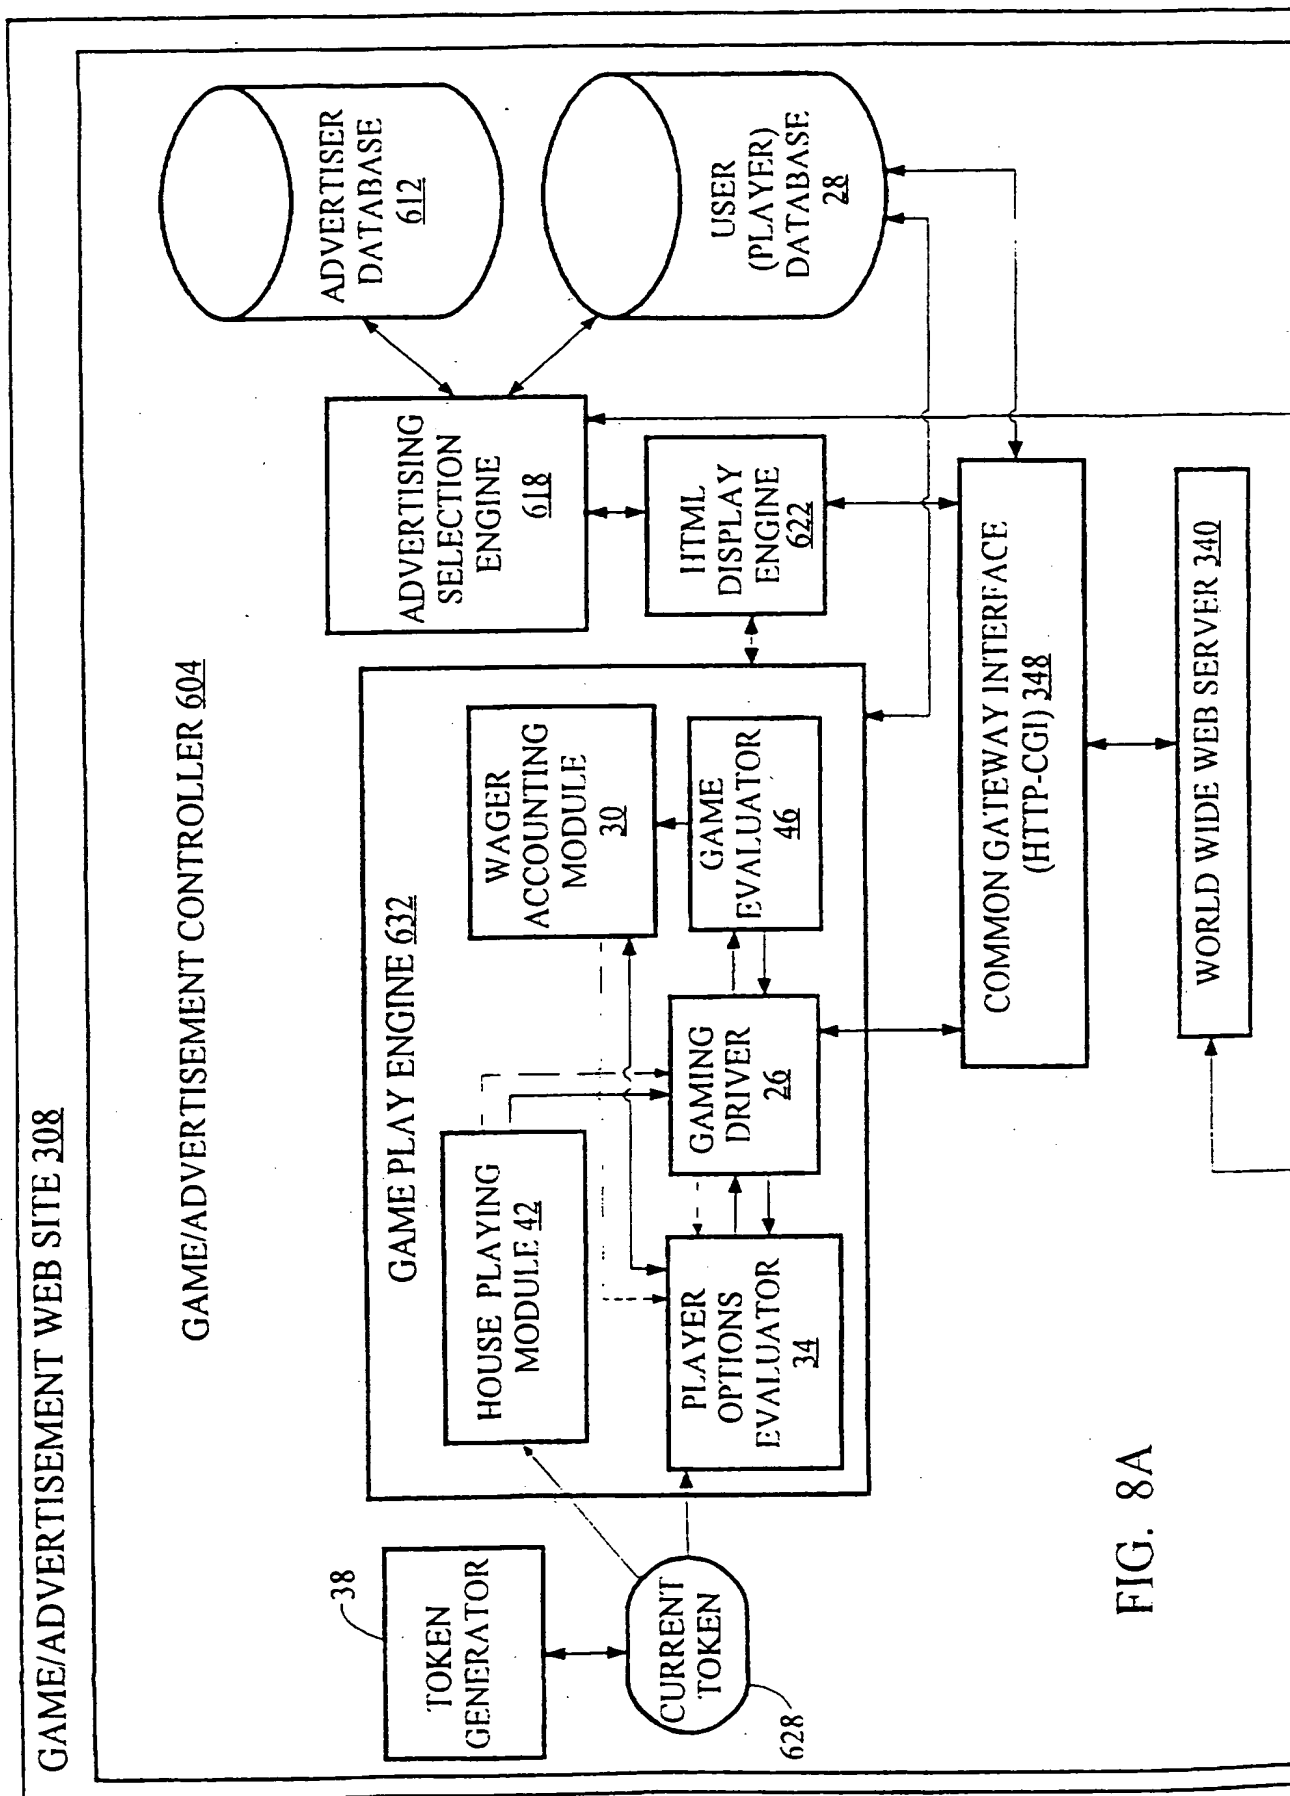 GAME/ADVERTISEMENT WEB SITE 308
GAME/ADVERTISEMENT CONTROLLER 604
ADVERTISER
DATABASE
612
USER
(PLAYER)
DATABASE
28
ADVERTISING
SELECTION
ENGINE
618
HTML
DISPLAY
ENGINE
622
GAME PLAY ENGINE 632
WAGER
ACCOUNTING
MODULE
30
GAME
EVALUATOR
46
HOUSE PLAYING
MODULE 42
GAMING
DRIVER
26
PLAYER
OPTIONS
EVALUATOR
34
38
TOKEN
GENERATOR
CURRENT
TOKEN
628
COMMON GATEWAY INTERFACE
(HTTP-CGI) 348
WORLD WIDE WEB SERVER 340
FIG. 8A